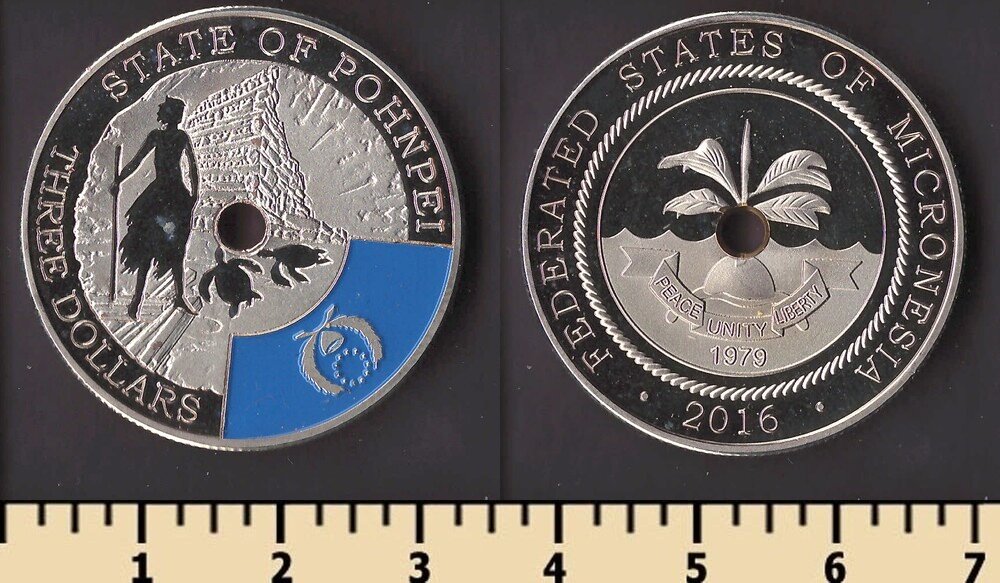 STATE OF POHNPEI
THREE DOLLARS
FEDERATED STATES OF MICRONESIA
PEACE UNITY LIBERTY
1979
· 2016 ·
1 2 3 4 5 6 7